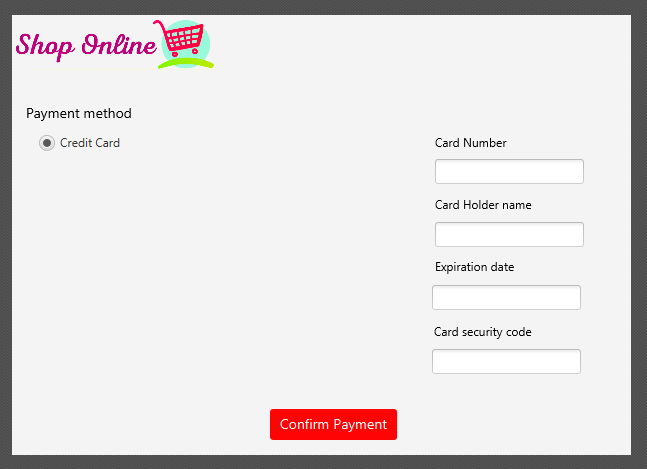 Shop Online
Payment method
Credit Card
Card Number
Card Holder name
Expiration date
Card security code
Confirm Payment